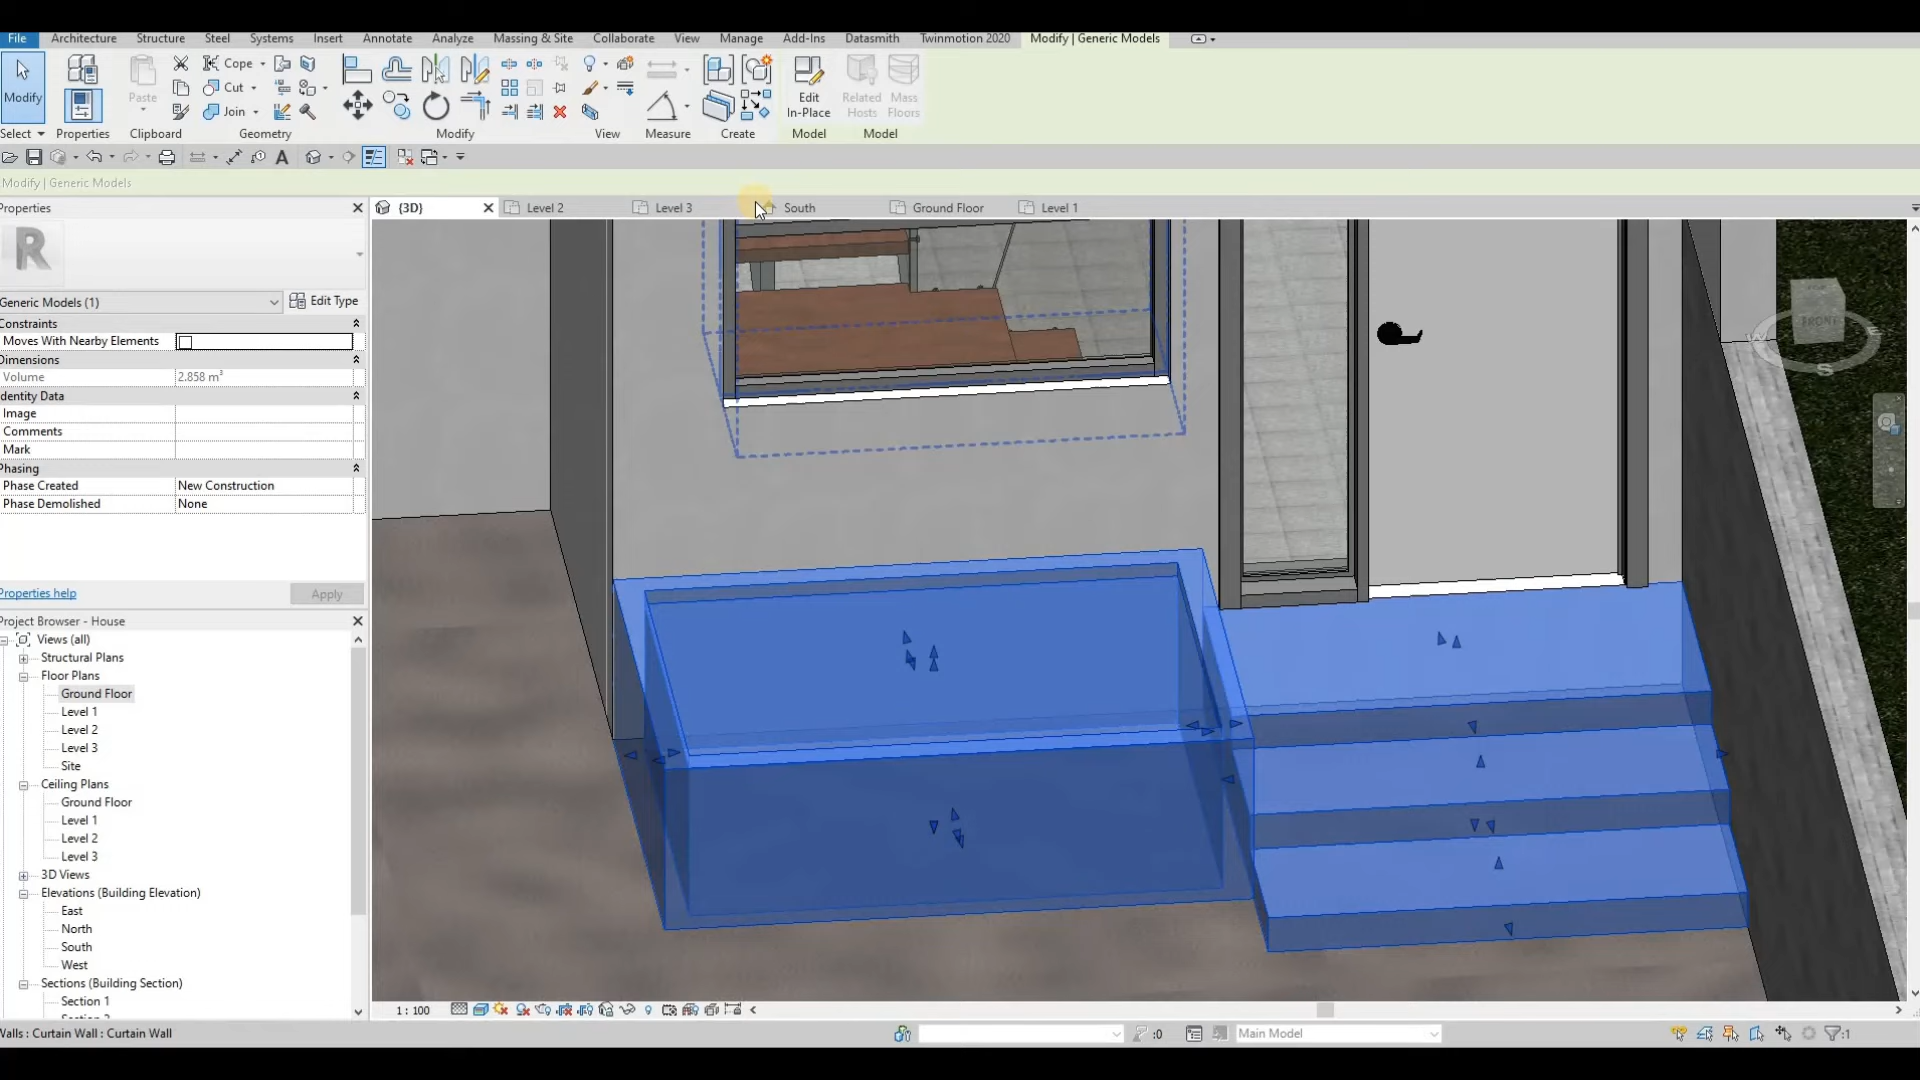 File Architecture Structure Steel Systems Insert Annotate Analyze Massing & Site Collaborate View Manage Add-Ins Datasmith Twinmotion 2020 Modify | Generic Models
Modify Paste Cope Cut Join Edit In-Place Related Hosts Mass Floors
Select Properties Clipboard Geometry Modify View Measure Create Model Model
Modify | Generic Models
Properties
{3D} Level 2 Level 3 South Ground Floor Level 1
R
Generic Models (1) Edit Type
Constraints
Moves With Nearby Elements
Dimensions
Volume 2.858 m³
Identity Data
Image
Comments
Mark
Phasing
Phase Created New Construction
Phase Demolished None
Properties help Apply
Project Browser - House
Views (all)
Structural Plans
Floor Plans
Ground Floor
Level 1
Level 2
Level 3
Site
Ceiling Plans
Ground Floor
Level 1
Level 2
Level 3
3D Views
Elevations (Building Elevation)
East
North
South
West
Sections (Building Section)
Section 1
FRONT
S
1 : 100
Walls : Curtain Wall : Curtain Wall
:0 Main Model :1